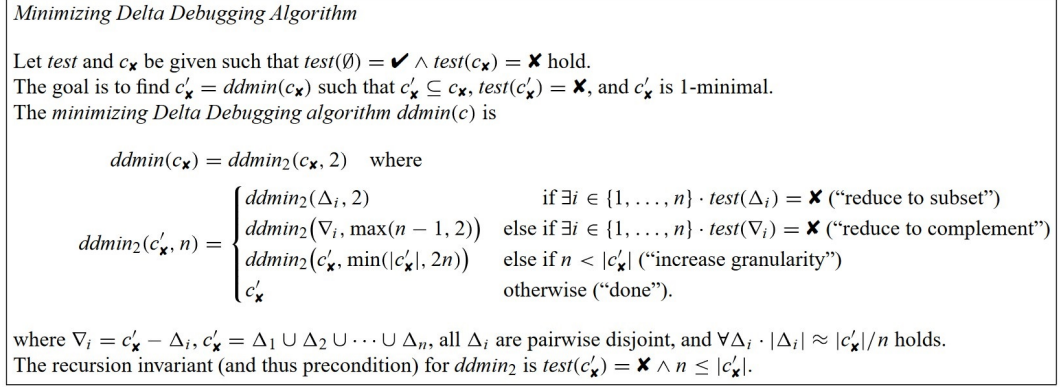 Minimizing Delta Debugging Algorithm
Let test and c✘ be given such that test(∅) = ✔ ∧ test(c✘) = ✘ hold.
The goal is to find c′✘ = ddmin(c✘) such that c′✘ ⊆ c✘, test(c′✘) = ✘, and c′✘ is 1-minimal.
The minimizing Delta Debugging algorithm ddmin(c) is
ddmin(c✘) = ddmin₂(c✘, 2) where
ddmin₂(c′✘, n) = {
ddmin₂(Δᵢ, 2) if ∃i ∈ {1, . . . , n} · test(Δᵢ) = ✘ (“reduce to subset”)
ddmin₂(∇ᵢ, max(n − 1, 2)) else if ∃i ∈ {1, . . . , n} · test(∇ᵢ) = ✘ (“reduce to complement”)
ddmin₂(c′✘, min(|c′✘|, 2n)) else if n < |c′✘| (“increase granularity”)
c′✘ otherwise (“done”).
where ∇ᵢ = c′✘ − Δᵢ, c′✘ = Δ₁ ∪ Δ₂ ∪ · · · ∪ Δₙ, all Δᵢ are pairwise disjoint, and ∀Δᵢ · |Δᵢ| ≈ |c′✘|/n holds.
The recursion invariant (and thus precondition) for ddmin₂ is test(c′✘) = ✘ ∧ n ≤ |c′✘|.